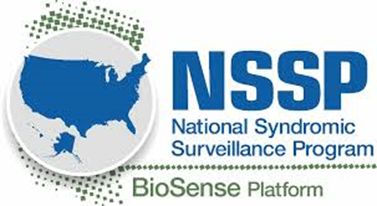 NSSP
National Syndromic
Surveillance Program
BioSense Platform